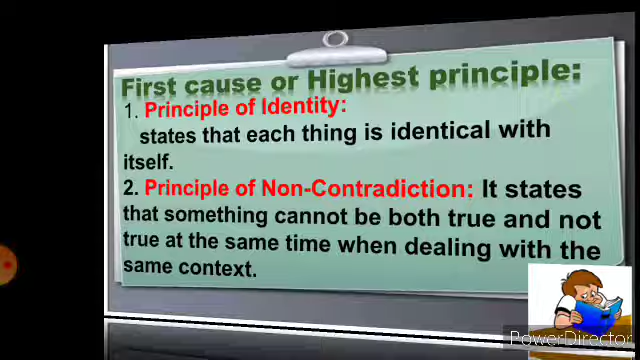 First cause or Highest principle:
1. Principle of Identity:
states that each thing is identical with
itself.
2. Principle of Non-Contradiction: It states
that something cannot be both true and not
true at the same time when dealing with the
same context.
PowerDirector